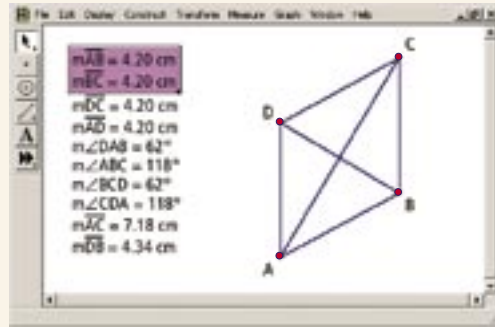 File Edit Display Construct Transform Measure Graph Window Help
mAB = 4.20 cm
mBC = 4.20 cm
mDC = 4.20 cm
mAD = 4.20 cm
m∠DAB = 62°
m∠ABC = 118°
m∠BCD = 62°
m∠CDA = 118°
mAC = 7.18 cm
mDB = 4.34 cm
A
C
D
B
A